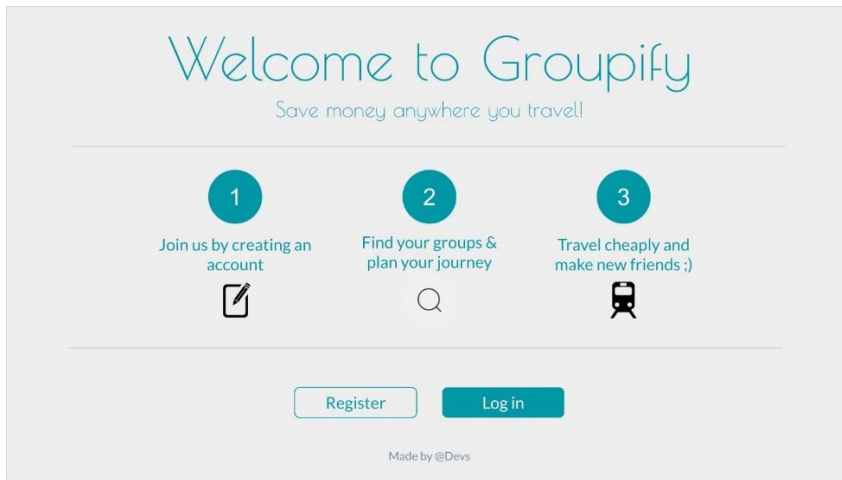 Welcome to Groupify
Save money anywhere you travel!
1
Join us by creating an
account
2
Find your groups &
plan your journey
3
Travel cheaply and
make new friends ;)
Register
Log in
Made by @Devs